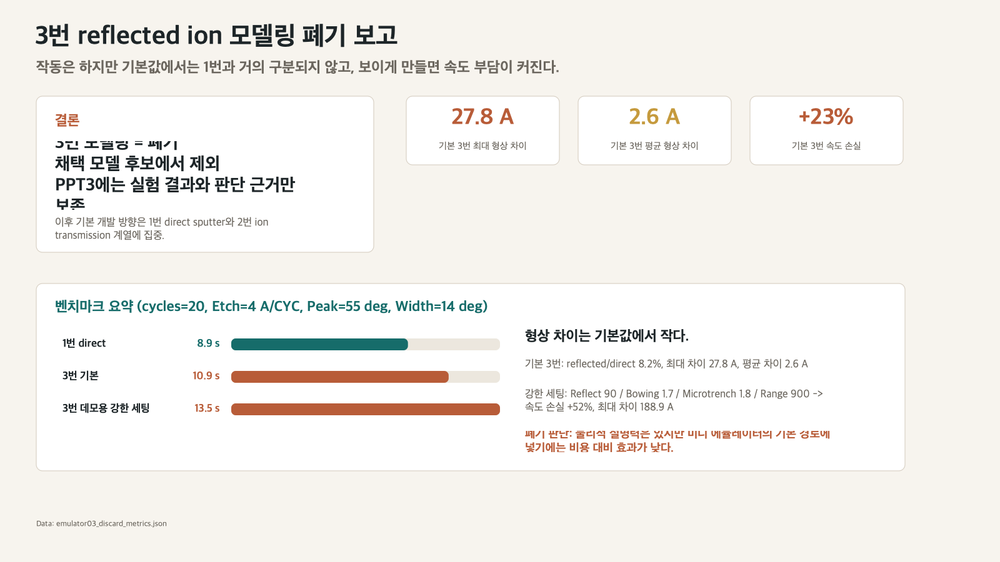 3번 reflected ion 모델링 폐기 보고
작동은 하지만 기본값에서는 1번과 거의 구분되지 않고, 보이게 만들면 속도 부담이 커진다.
결론
3번 모델링 = 폐기
채택 모델 후보에서 제외
PPT3에는 실험 결과와 판단 근거만
보존
이후 기본 개발 방향은 1번 direct sputter와 2번 ion
transmission 계열에 집중.
27.8 A
기본 3번 최대 형상 차이
2.6 A
기본 3번 평균 형상 차이
+23%
기본 3번 속도 손실
벤치마크 요약 (cycles=20, Etch=4 A/CYC, Peak=55 deg, Width=14 deg)
1번 direct
8.9 s
3번 기본
10.9 s
3번 데모용 강한 세팅
13.5 s
형상 차이는 기본값에서 작다.
기본 3번: reflected/direct 8.2%, 최대 차이 27.8 A, 평균 차이 2.6 A
강한 세팅: Reflect 90 / Bowing 1.7 / Microtrench 1.8 / Range 900 ->
속도 손실 +52%, 최대 차이 188.9 A
폐기 판단: 물리적 설명력은 있지만 미디 에뮬레이터의 기본 경로에
넣기에는 비용 대비 효과가 낮다.
Data: emulator03_discard_metrics.json